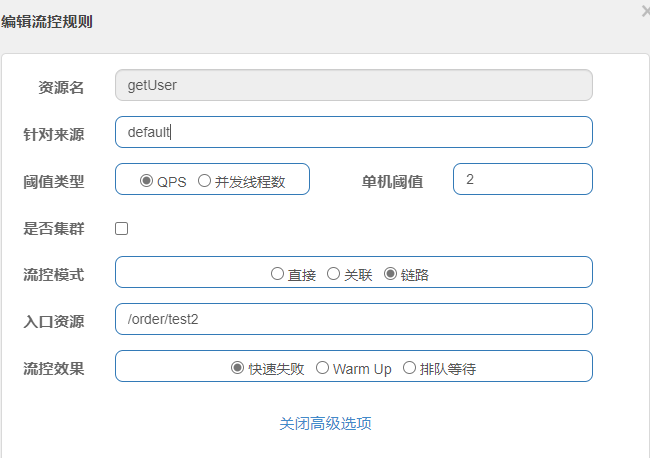 编辑流控规则
资源名 getUser
针对来源 default
阈值类型 QPS 并发线程数 单机阈值 2
是否集群
流控模式 直接 关联 链路
入口资源 /order/test2
流控效果 快速失败 Warm Up 排队等待
关闭高级选项